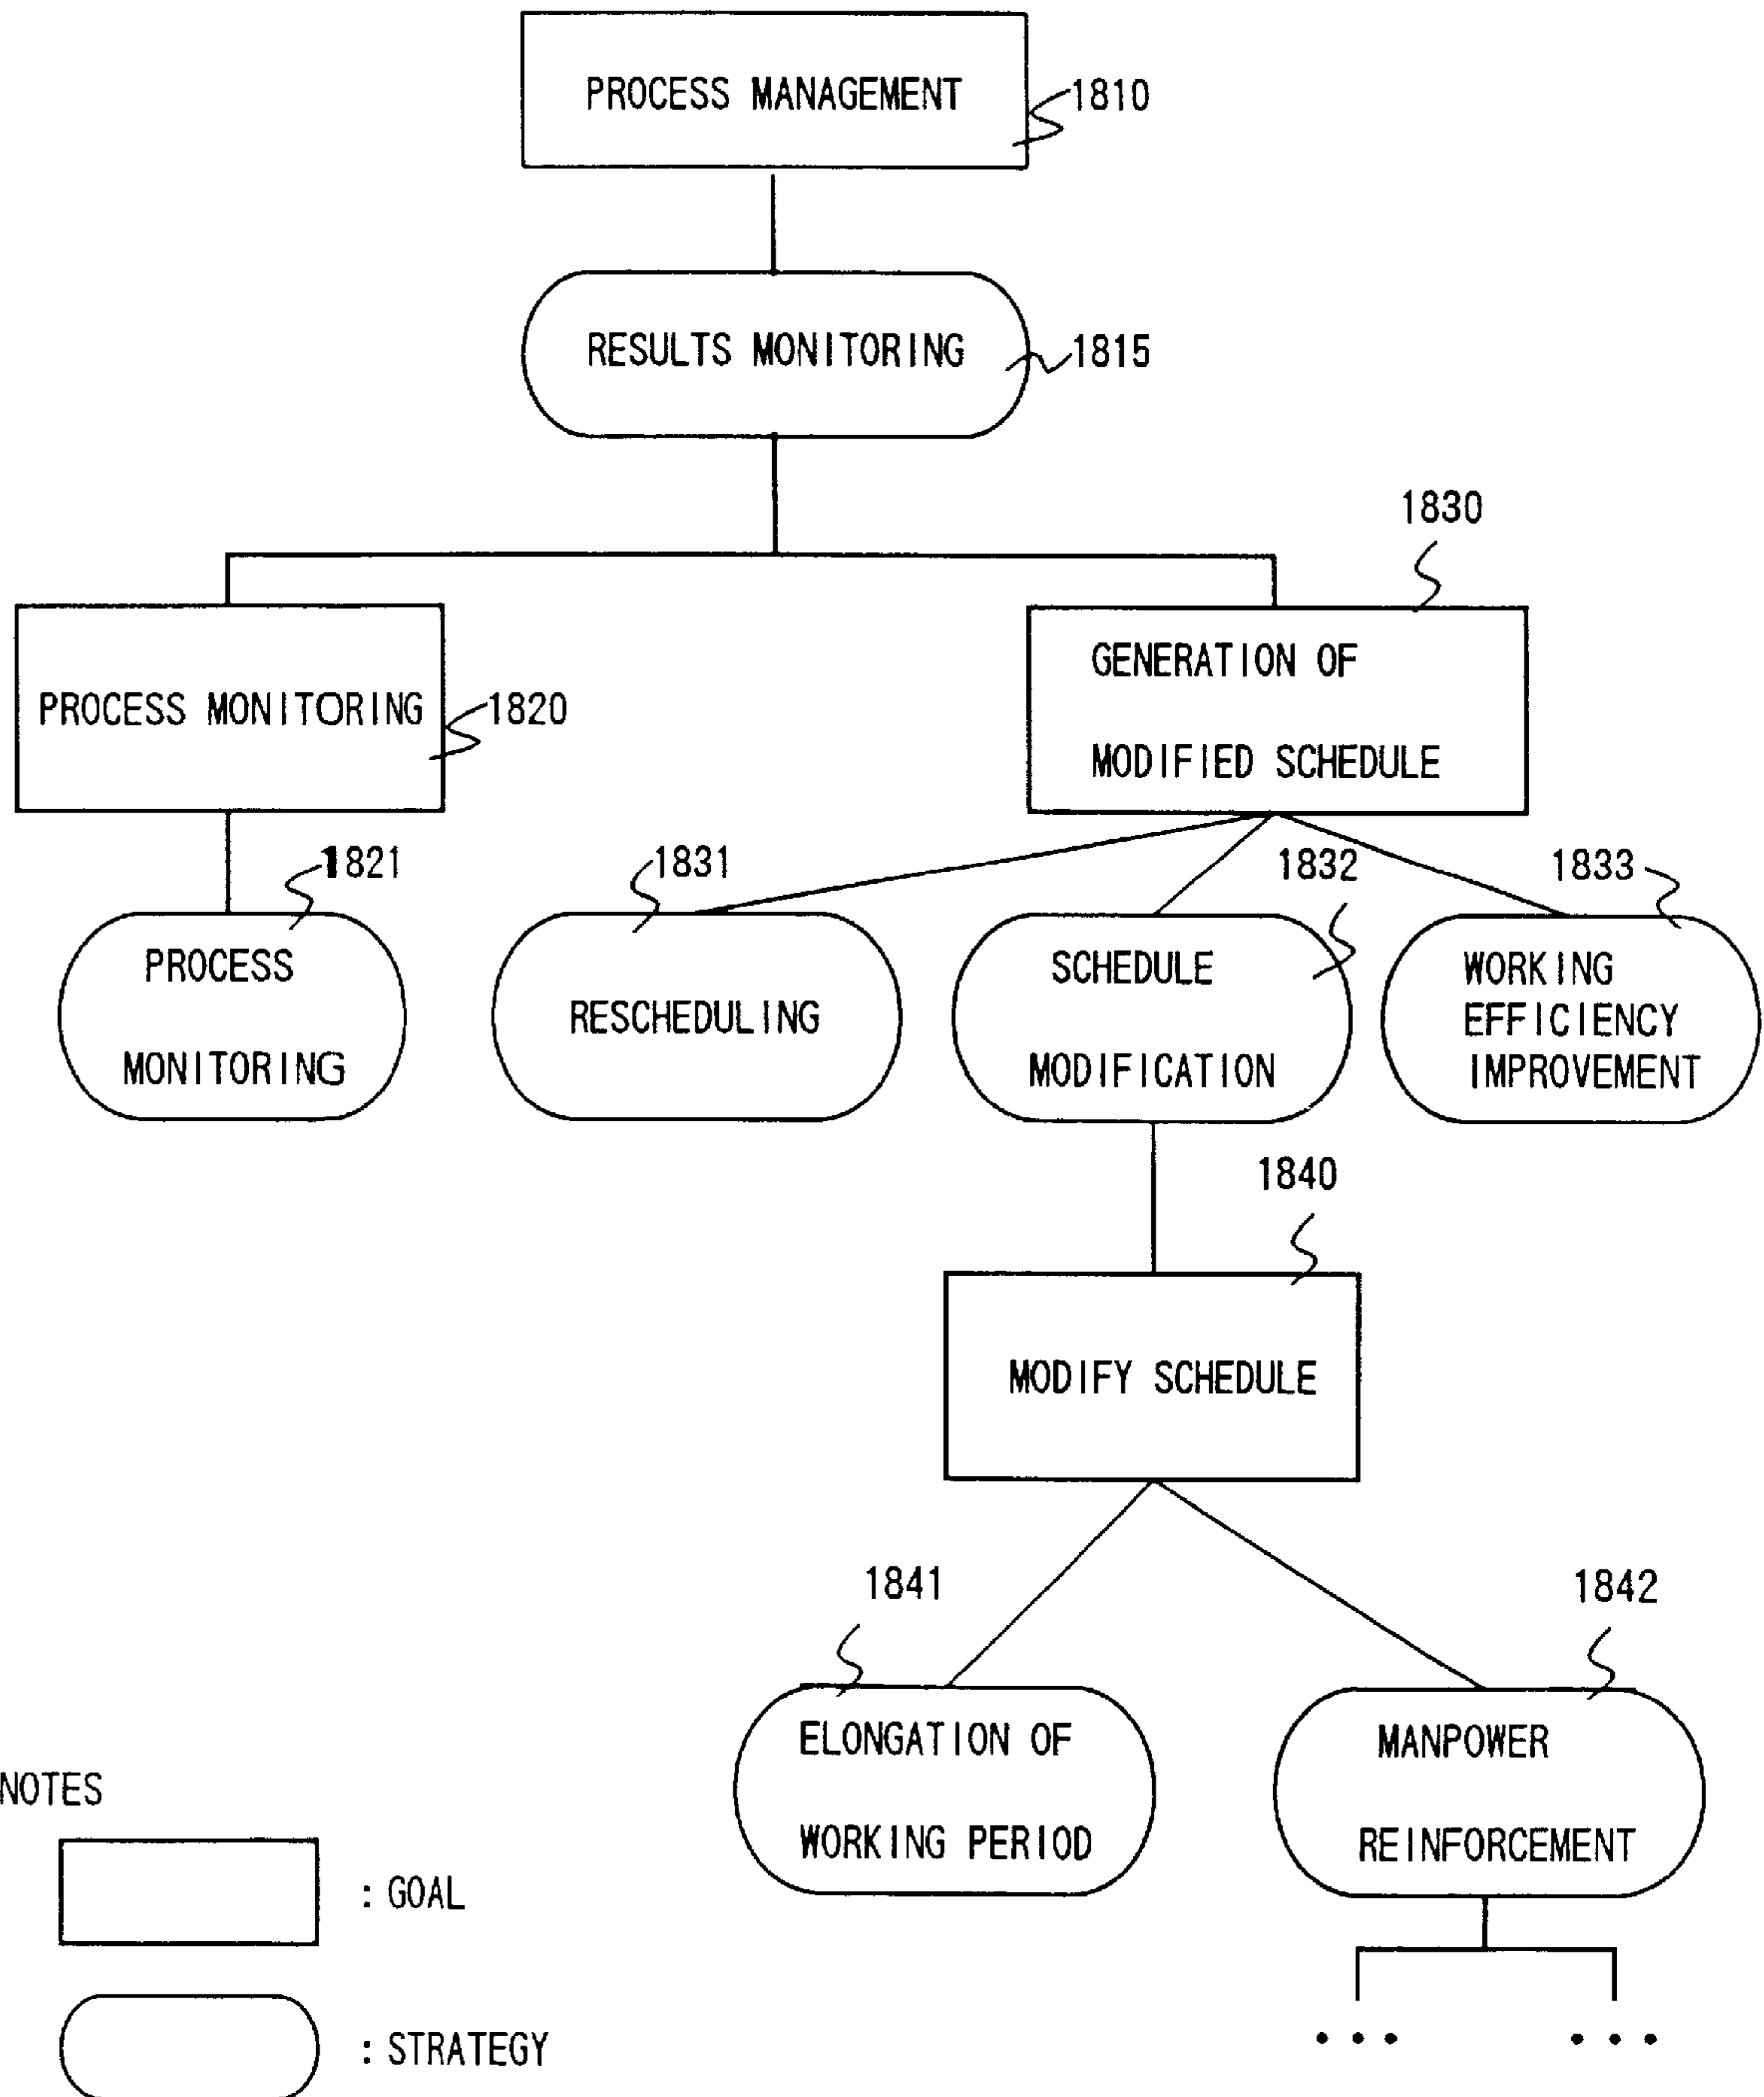 PROCESS MANAGEMENT
1810
RESULTS MONITORING
1815
1830
PROCESS MONITORING
1820
GENERATION OF
MODIFIED SCHEDULE
1821
1831
1832
1833
PROCESS
MONITORING
RESCHEDULING
SCHEDULE
MODIFICATION
WORKING
EFFICIENCY
IMPROVEMENT
1840
MODIFY SCHEDULE
1841
1842
ELONGATION OF
WORKING PERIOD
MANPOWER
REINFORCEMENT
... ...
NOTES
: GOAL
: STRATEGY